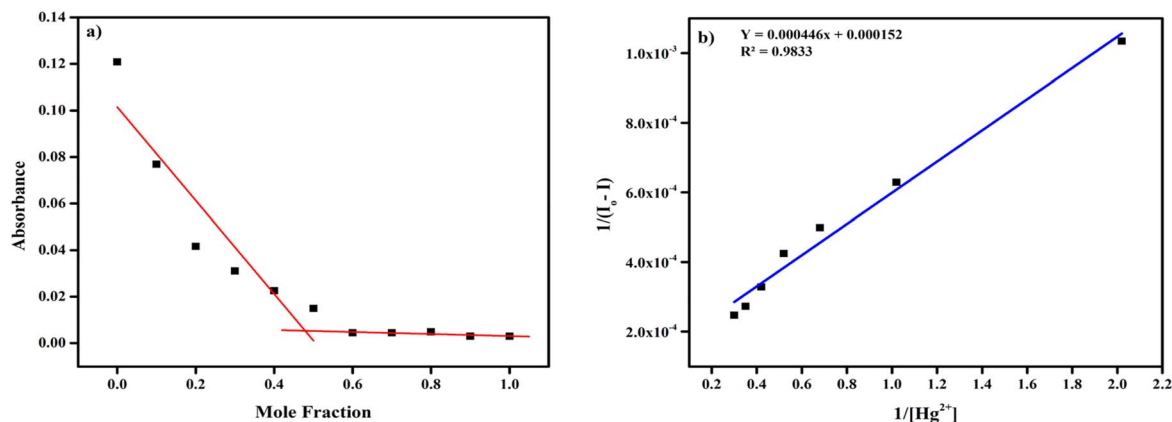 a)
0.14
0.12
0.10
0.08
0.06
0.04
0.02
0.00
Absorbance
0.0 0.2 0.4 0.6 0.8 1.0
Mole Fraction
b)
Y = 0.000446x + 0.000152
R² = 0.9833
1.0x10⁻³
8.0x10⁻⁴
6.0x10⁻⁴
4.0x10⁻⁴
2.0x10⁻⁴
1/(I₀- I)
0.2 0.4 0.6 0.8 1.0 1.2 1.4 1.6 1.8 2.0 2.2
1/[Hg²⁺]